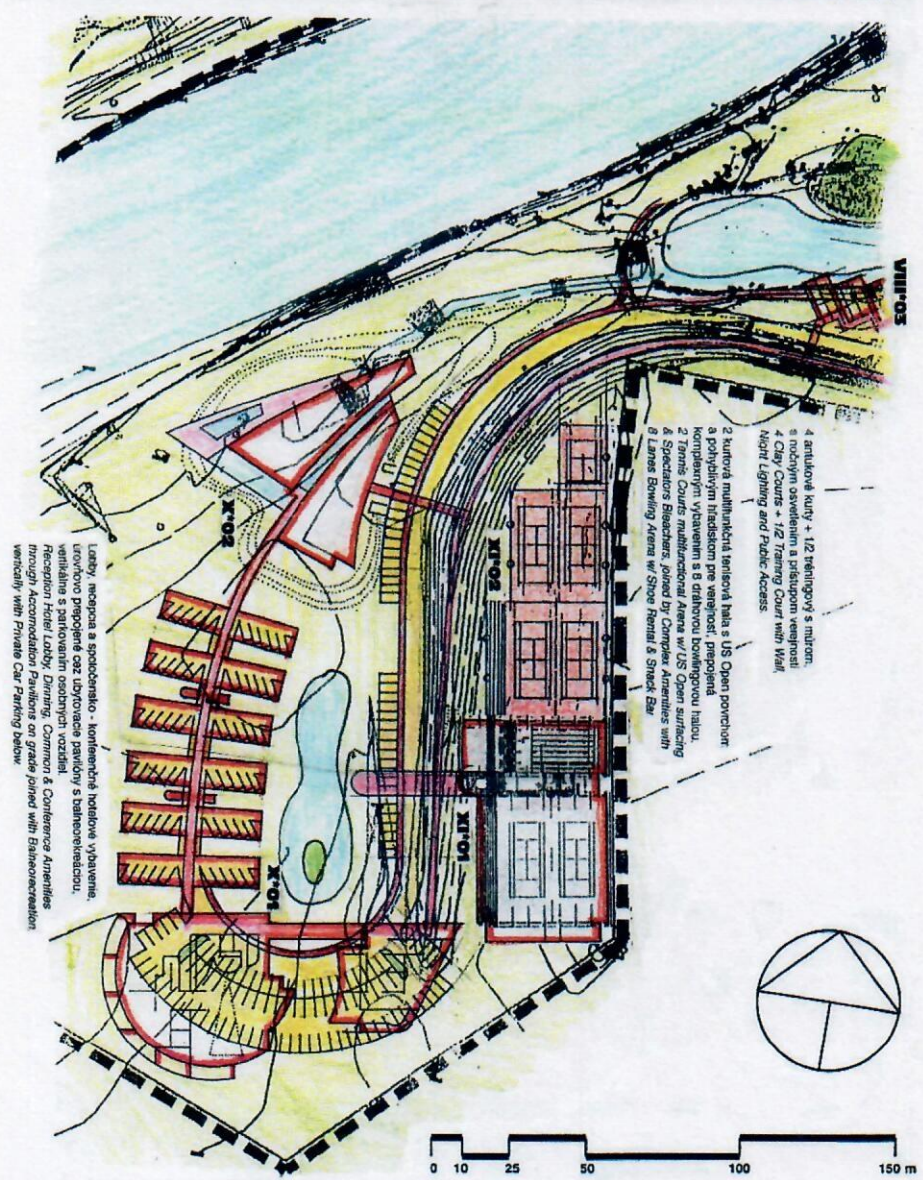 VIII*03
4 antukové kurty + 1/2 tréningový s múrom,
s nočným osvetlením a prístupom verejnosti
4 Clay Courts + 1/2 Training Court with Wall,
Night Lighting and Public Access.
2 kurtová multifunkčná tenisová hala s US Open povrchom
a pohyblivým hľadiskom pre verejnosť, prepojená
komplexným vybavením s 8 dráhovou bowlingovou halou,
2 Tennis Courts multifunctional Arena w/ US Open surfacing
& Spectators Bleachers, joined by Complex Amenities with
8 Lanes Bowling Arena w/ Shoe Rental & Snack Bar
XI*02
XI*01
X*02
X*01
Lobby, recepcia a spoločensko - konferenčné hotelové vybavenie,
úrovňovo prepojené cez ubytovacie pavilóny s balneorekreáciou,
vertikálne s parkovaním osobných vozidiel.
Reception Hotel Lobby, Dinning, Common & Conference Amenities
through Accomodation Pavilions on grade joined with Balneorecreation
vertically with Private Car Parking below.
0 10 25 50 100 150 m